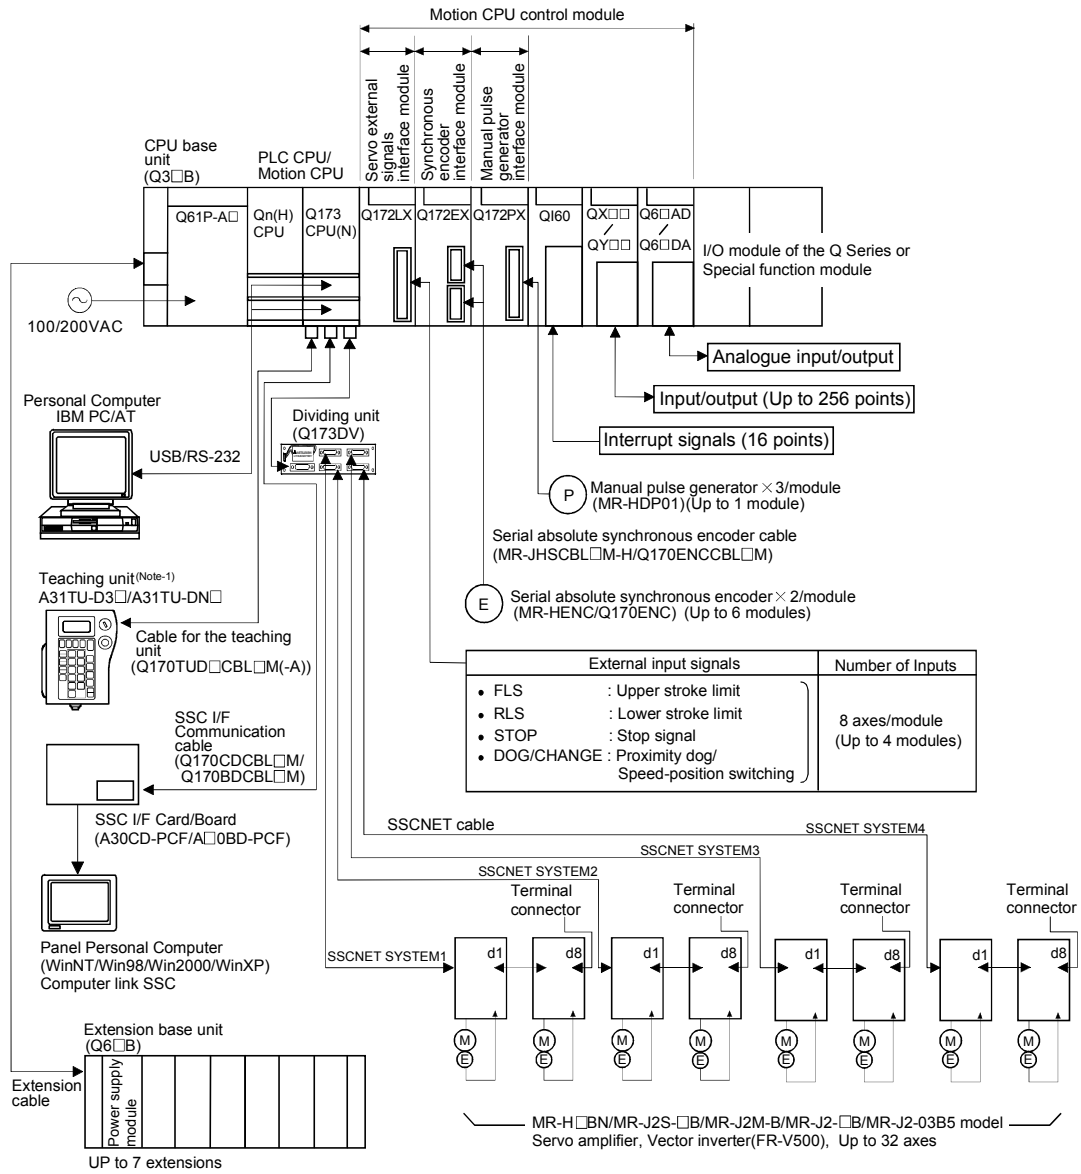 Motion CPU control module
Servo external
signals
interface module
Synchronous
encoder
interface module
Manual pulse
generator
interface module
CPU base
unit
(Q3□B)
PLC CPU/
Motion CPU
Q61P-A□
Qn(H)
CPU
Q173
CPU(N)
Q172LX
Q172EX
Q172PX
QI60
QX□□
/
QY□□
Q6□AD
/
Q6□DA
I/O module of the Q Series or
Special function module
100/200VAC
Analogue input/output
Input/output (Up to 256 points)
Interrupt signals (16 points)
Personal Computer
IBM PC/AT
USB/RS-232
Dividing unit
(Q173DV)
P
Manual pulse generator×3/module
(MR-HDP01)(Up to 1 module)
Serial absolute synchronous encoder cable
(MR-JHSCBL□M-H/Q170ENCCBL□M)
E
Serial absolute synchronous encoder×2/module
(MR-HENC/Q170ENC) (Up to 6 modules)
Teaching unit(Note-1)
A31TU-D3□/A31TU-DN□
Cable for the teaching
unit
(Q170TUD□CBL□M(-A))
External input signals
Number of Inputs
• FLS : Upper stroke limit
• RLS : Lower stroke limit
• STOP : Stop signal
• DOG/CHANGE : Proximity dog/
Speed-position switching
8 axes/module
(Up to 4 modules)
SSC I/F
Communication
cable
(Q170CDCBL□M/
Q170BDCBL□M)
SSC I/F Card/Board
(A30CD-PCF/A□0BD-PCF)
SSCNET cable
SSCNET SYSTEM4
SSCNET SYSTEM3
SSCNET SYSTEM2
SSCNET SYSTEM1
Terminal
connector
Terminal
connector
Terminal
connector
Terminal
connector
Panel Personal Computer
(WinNT/Win98/Win2000/WinXP)
Computer link SSC
d1
d8
d1
d8
d1
d8
d1
d8
M
E
M
E
M
E
M
E
M
E
M
E
M
E
M
E
Extension base unit
(Q6□B)
Power supply
module
Extension
cable
UP to 7 extensions
MR-H□BN/MR-J2S-□B/MR-J2M-B/MR-J2-□B/MR-J2-03B5 model
Servo amplifier, Vector inverter(FR-V500), Up to 32 axes